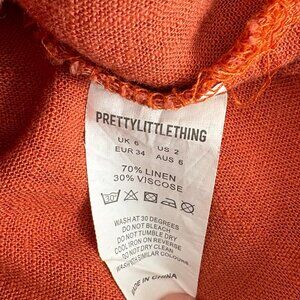 PRETTYLITTLETHING
UK 6 US 2
EUR 34 AUS 6
70% LINEN
30% VISCOSE
30
WASH AT 30 DEGREES
DO NOT BLEACH
DO NOT TUMBLE DRY
COOL IRON ON REVERSE
DO NOT DRY CLEAN
WASH WITH SIMILAR COLOURS
MADE IN CHINA